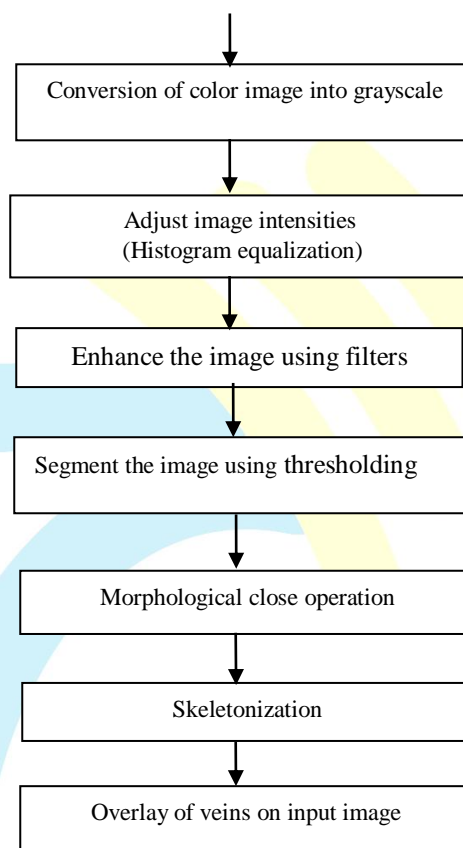 Conversion of color image into grayscale
Adjust image intensities
(Histogram equalization)
Enhance the image using filters
Segment the image using thresholding
Morphological close operation
Skeletonization
Overlay of veins on input image